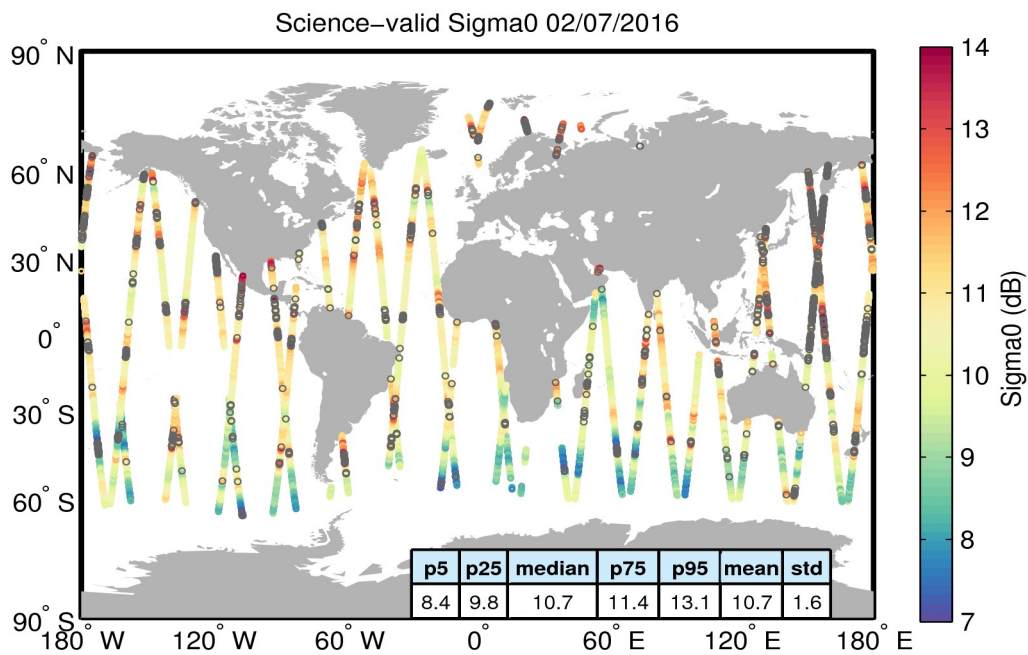 Science−valid Sigma0 02/07/2016
90° N
60° N
30° N
0°
30° S
60° S
90° S
180° W
120° W
60° W
0°
60° E
120° E
180° E
p5 p25 median p75 p95 mean std
8.4 9.8 10.7 11.4 13.1 10.7 1.6
14
13
12
11
10
9
8
7
Sigma0 (dB)